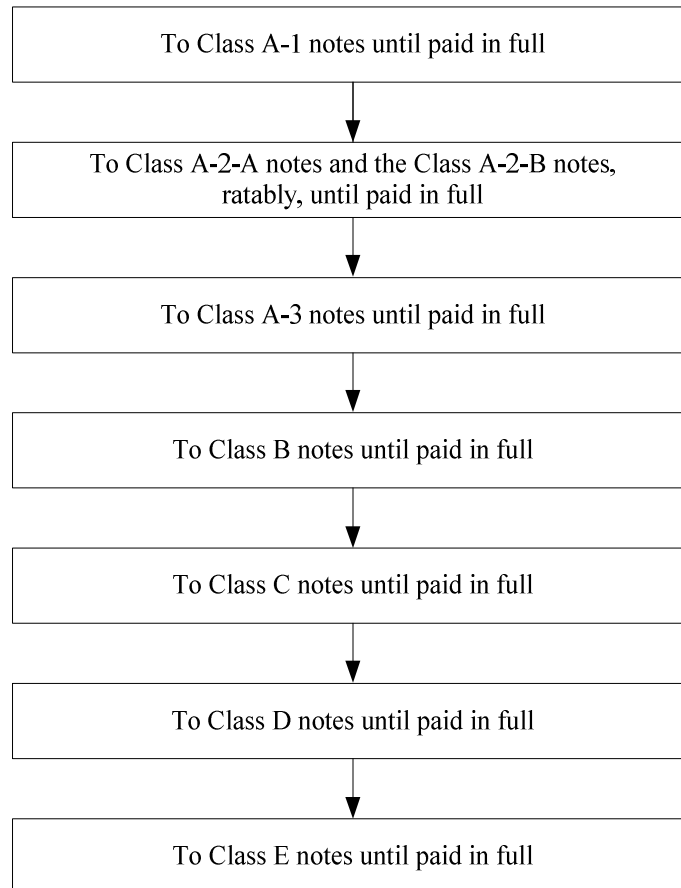 To Class A-1 notes until paid in full
To Class A-2-A notes and the Class A-2-B notes,
ratably, until paid in full
To Class A-3 notes until paid in full
To Class B notes until paid in full
To Class C notes until paid in full
To Class D notes until paid in full
To Class E notes until paid in full